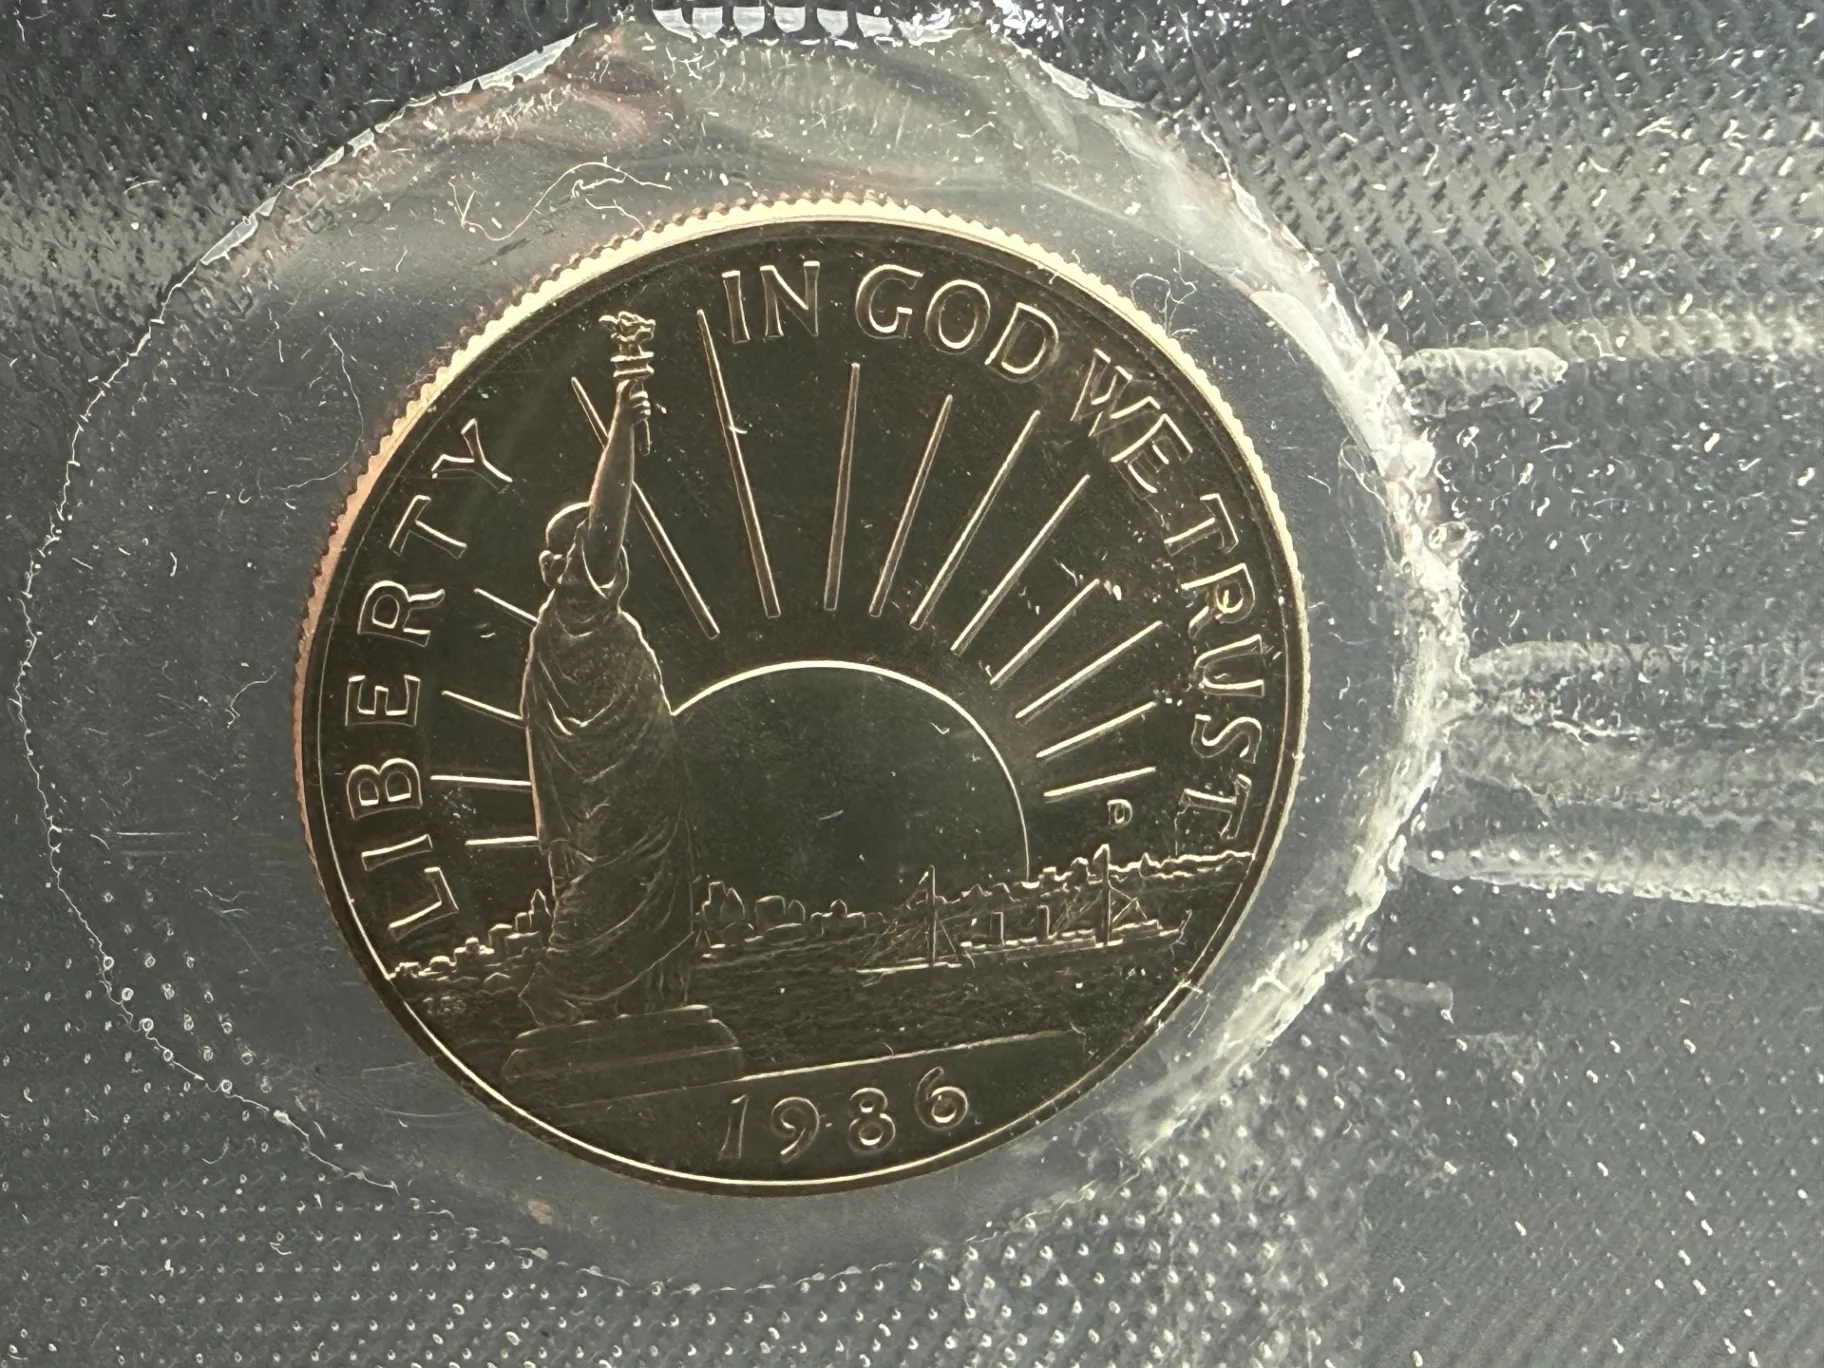 LIBERTY
IN GOD WE TRUST
D
1986